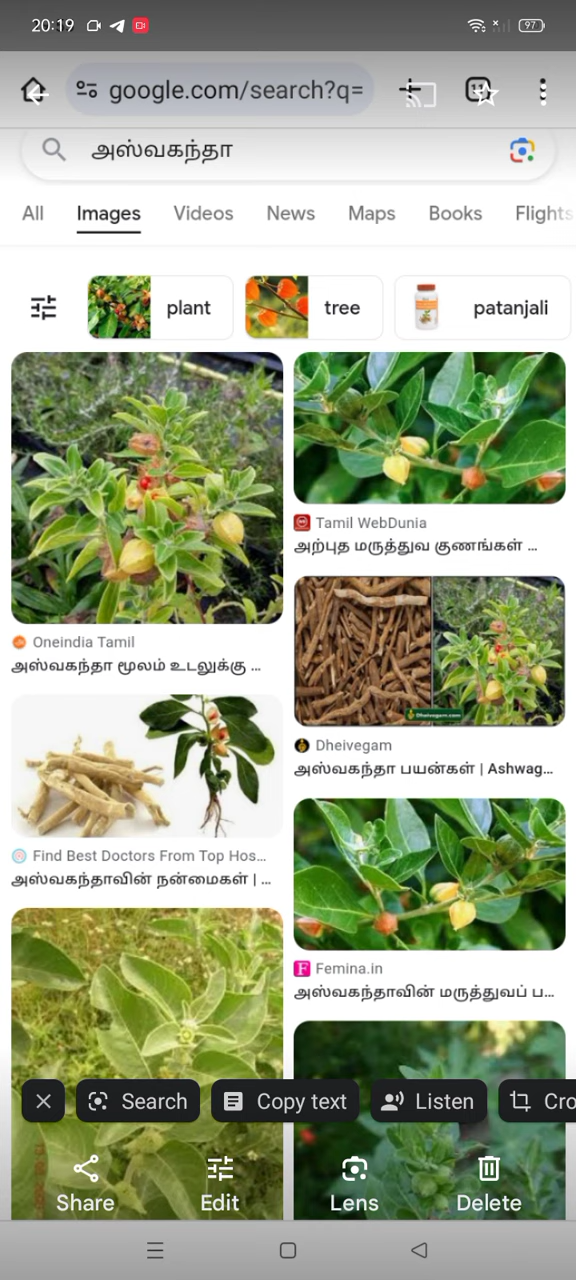 20:19
97
google.com/search?q=
அஸ்வகந்தா
All Images Videos News Maps Books Flights
plant tree patanjali
Oneindia Tamil
அஸ்வகந்தா மூலம் உடலுக்கு ...
Tamil WebDunia
அற்புத மருத்துவ குணங்கள் ...
Dheivegam.com
Dheivegam
அஸ்வகந்தா பயன்கள் | Ashwag...
Find Best Doctors From Top Hos...
அஸ்வகந்தாவின் நன்மைகள் | ...
Femina.in
அஸ்வகந்தாவின் மருத்துவப் ப...
Search Copy text Listen Cro
Share Edit Lens Delete